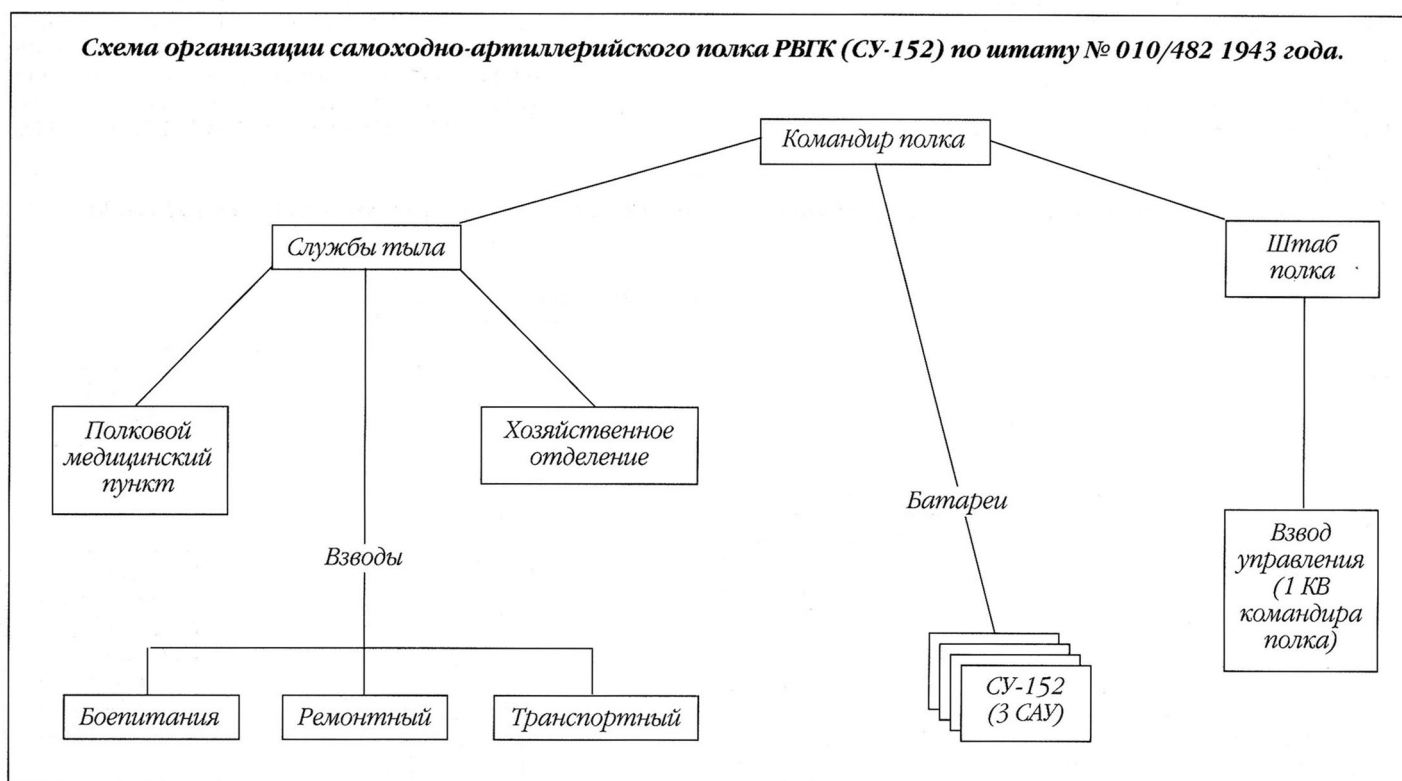 Схема организации самоходно-артиллерийского полка РВГК (СУ-152) по штату № 010/482 1943 года.
Командир полка
Службы тыла
Штаб
полка
Полковой
медицинский
пункт
Хозяйственное
отделение
Батареи
Взвод
управления
(1 КВ
командира
полка)
Взводы
СУ-152
(3 САУ)
Боепитания
Ремонтный
Транспортный